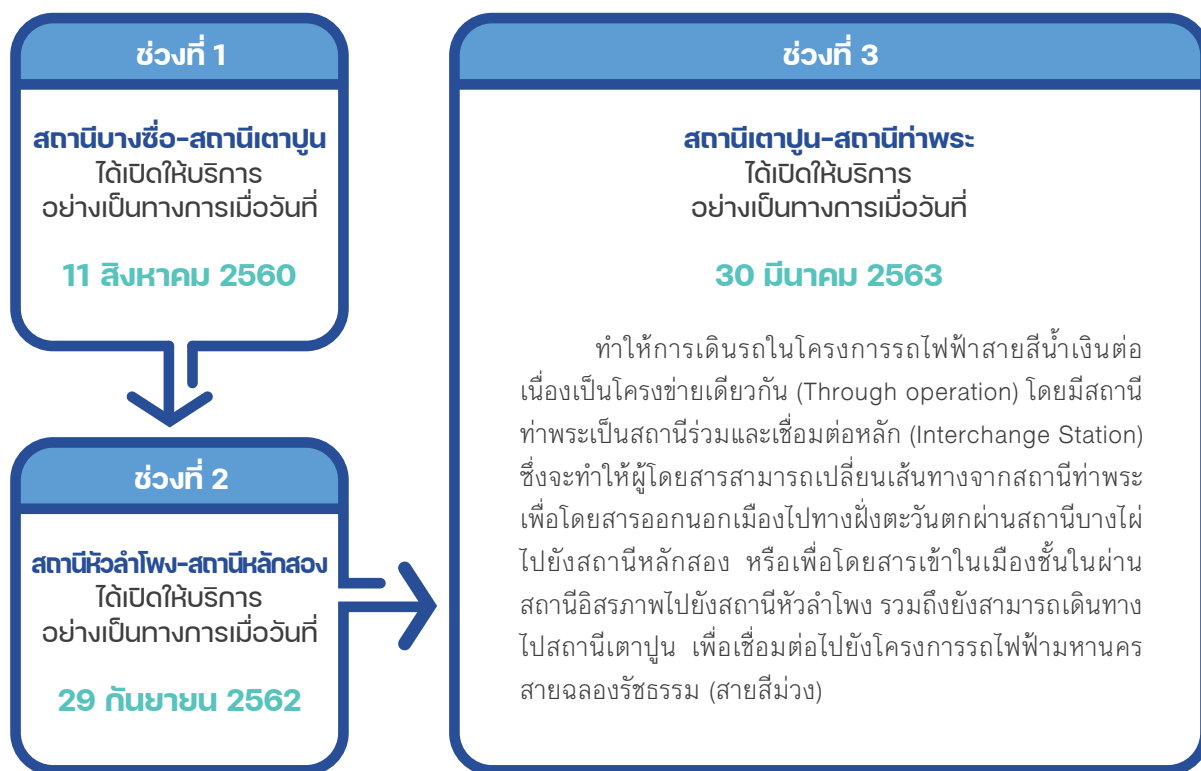 ช่วงที่ 1
สถานีบางซื่อ-สถานีเตาปูน
ได้เปิดให้บริการ
อย่างเป็นทางการเมื่อวันที่
11 สิงหาคม 2560
ช่วงที่ 2
สถานีหัวลำโพง-สถานีหลักสอง
ได้เปิดให้บริการ
อย่างเป็นทางการเมื่อวันที่
29 กันยายน 2562
ช่วงที่ 3
สถานีเตาปูน-สถานีท่าพระ
ได้เปิดให้บริการ
อย่างเป็นทางการเมื่อวันที่
30 มีนาคม 2563
ทำให้การเดินรถในโครงการรถไฟฟ้าสายสีน้ำเงินต่อ
เนื่องเป็นโครงข่ายเดียวกัน (Through operation) โดยมีสถานี
ท่าพระเป็นสถานีร่วมและเชื่อมต่อหลัก (Interchange Station)
ซึ่งจะทำให้ผู้โดยสารสามารถเปลี่ยนเส้นทางจากสถานีท่าพระ
เพื่อโดยสารออกนอกเมืองไปทางฝั่งตะวันตกผ่านสถานีบางไผ่
ไปยังสถานีหลักสอง หรือเพื่อโดยสารเข้าในเมืองชั้นในผ่าน
สถานีอิสรภาพไปยังสถานีหัวลำโพง รวมถึงยังสามารถเดินทาง
ไปสถานีเตาปูน เพื่อเชื่อมต่อไปยังโครงการรถไฟฟ้ามหานคร
สายฉลองรัชธรรม (สายสีม่วง)